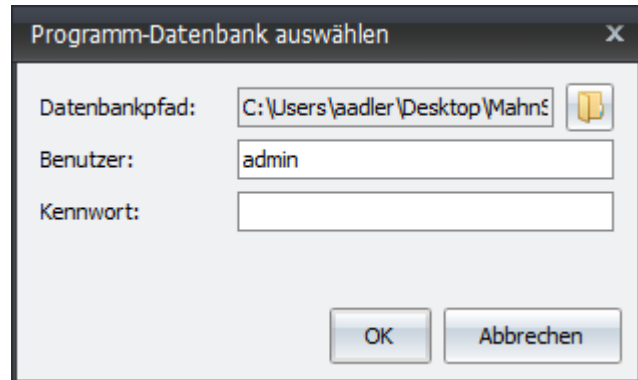 Programm-Datenbank auswählen x
Datenbankpfad: C:\Users\aadler\Desktop\MahnS
Benutzer: admin
Kennwort:
OK Abbrechen